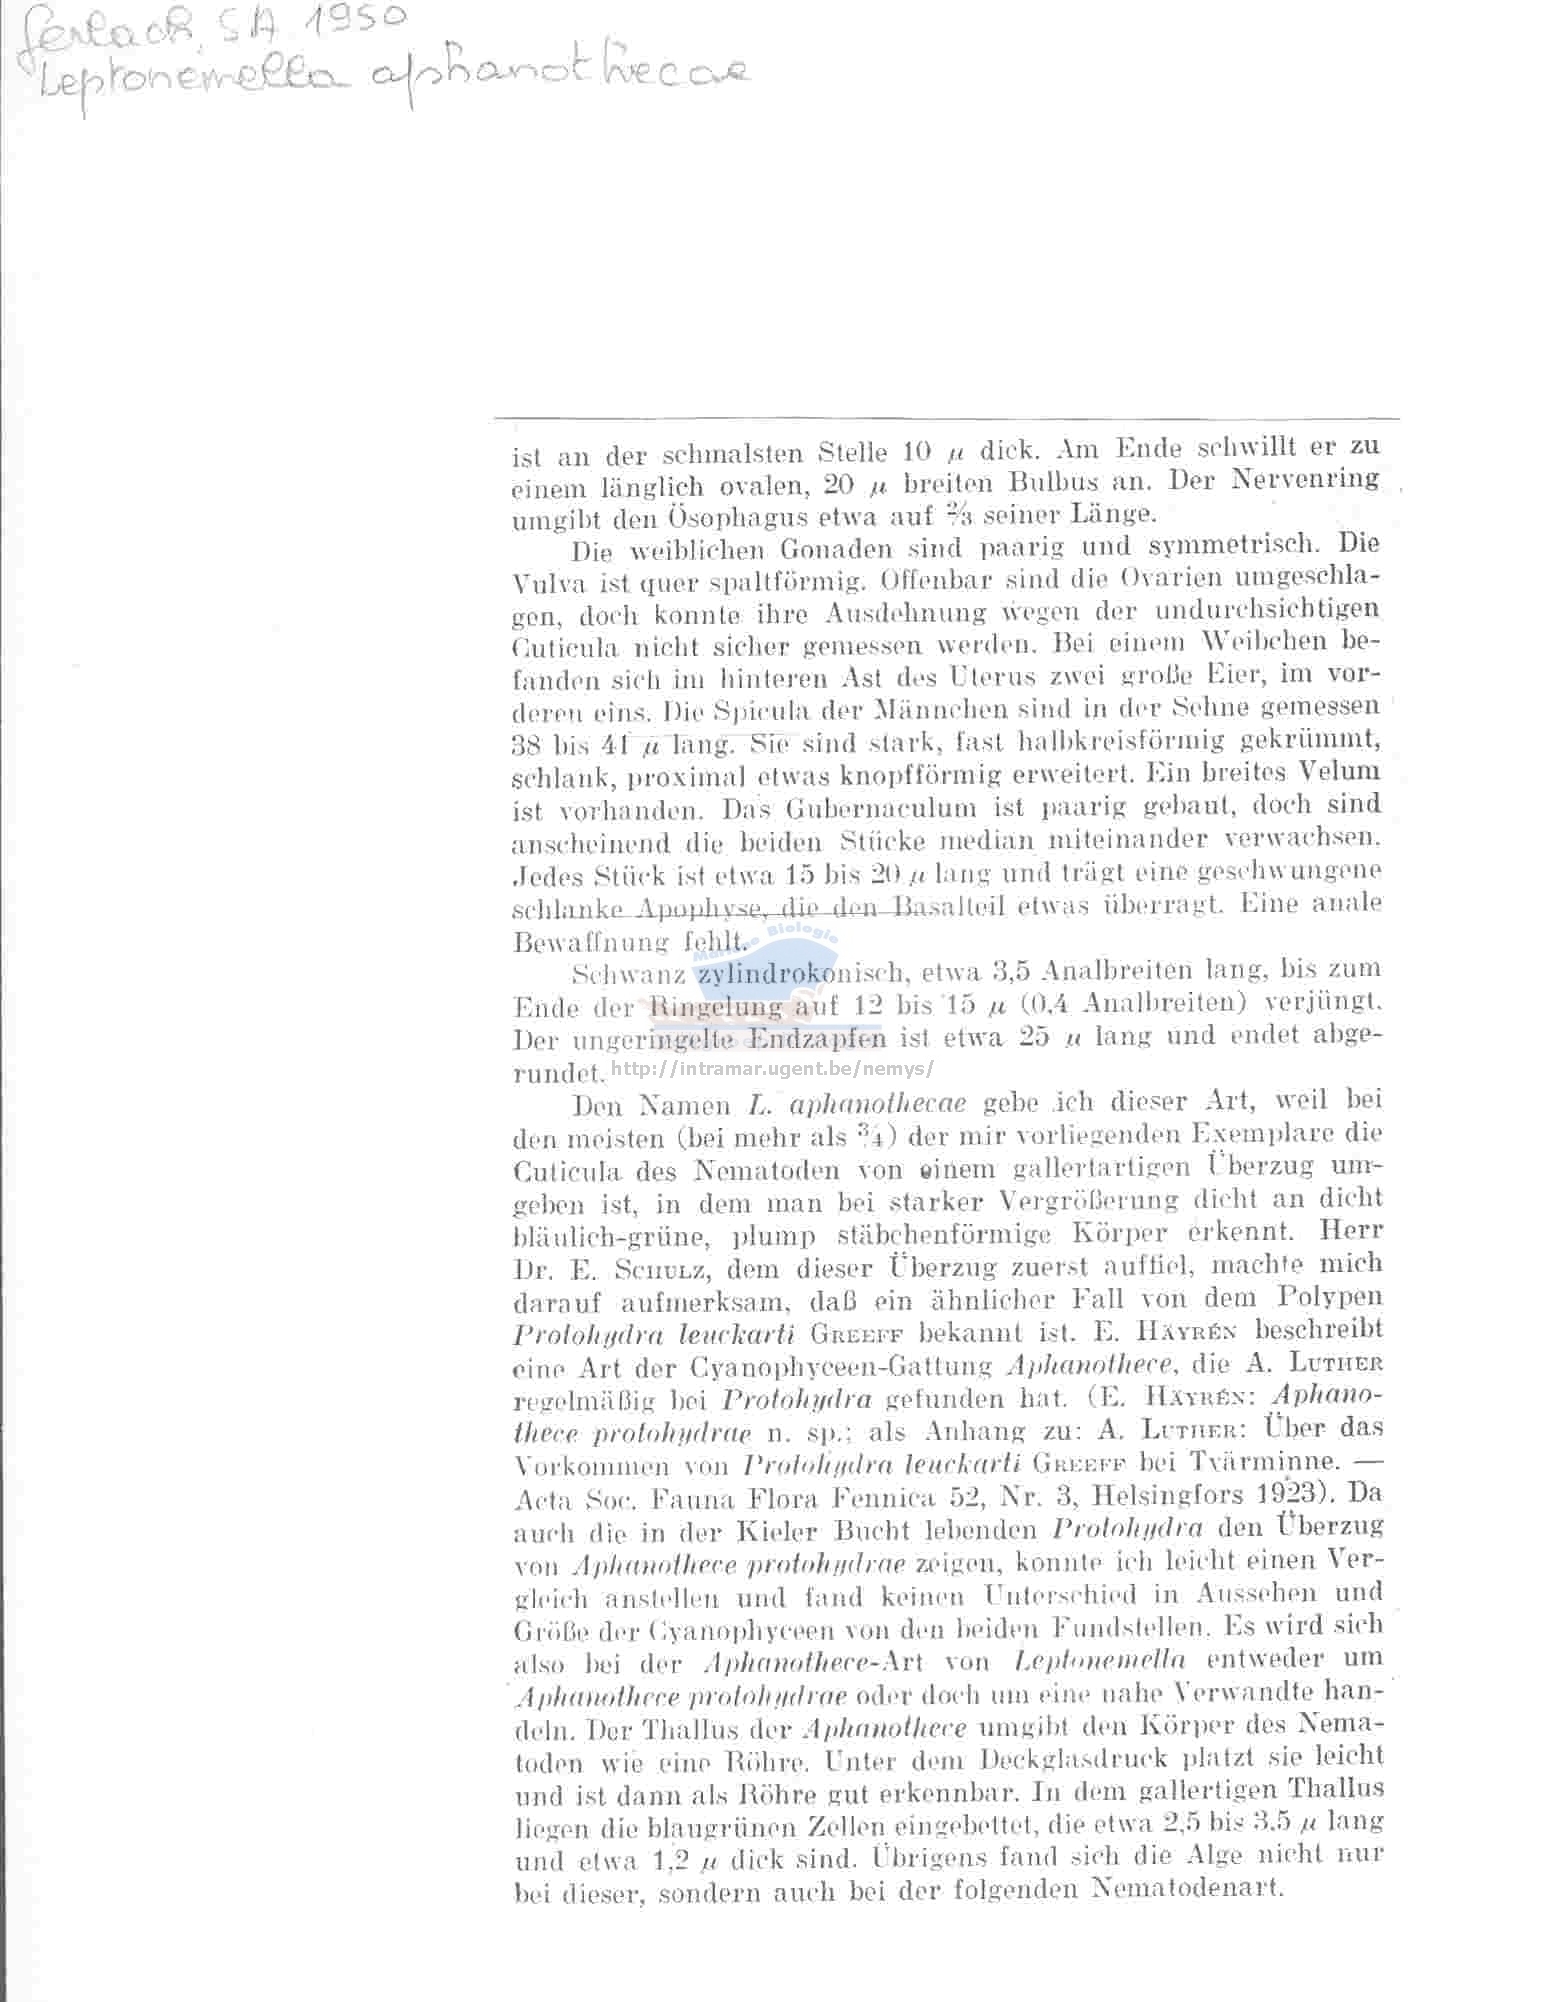 Gerlach, SA 1950
Leptonemella aphanothecae
ist an der schmalsten Stelle 10 µ dick. Am Ende schwillt er zu
einem länglich ovalen, 20 µ breiten Bulbus an. Der Nervenring
umgibt den Ösophagus etwa auf ⅔ seiner Länge.
Die weiblichen Gonaden sind paarig und symmetrisch. Die
Vulva ist quer spaltförmig. Offenbar sind die Ovarien umgeschla-
gen, doch konnte ihre Ausdehnung wegen der undurchsichtigen
Cuticula nicht sicher gemessen werden. Bei einem Weibchen be-
fanden sich im hinteren Ast des Uterus zwei große Eier, im vor-
deren eins. Die Spicula der Männchen sind in der Sehne gemessen
38 bis 41 µ lang. Sie sind stark, fast halbkreisförmig gekrümmt,
schlank, proximal etwas knopfförmig erweitert. Ein breites Velum
ist vorhanden. Das Gubernaculum ist paarig gebaut, doch sind
anscheinend die beiden Stücke median miteinander verwachsen.
Jedes Stück ist etwa 15 bis 20 µ lang und trägt eine geschwungene
schlanke Apophyse, die den Basalteil etwas überragt. Eine anale
Bewaffnung fehlt.
Marine Biologie
Schwanz zylindrokonisch, etwa 3,5 Analbreiten lang, bis zum
Ende der Ringelung auf 12 bis 15 µ (0,4 Analbreiten) verjüngt.
Der ungeringelte Endzapfen ist etwa 25 µ lang und endet abge-
rundet. http://intramar.ugent.be/nemys/
Den Namen L. aphanothecae gebe ich dieser Art, weil bei
den meisten (bei mehr als ¾) der mir vorliegenden Exemplare die
Cuticula des Nematoden von einem gallertartigen Überzug um-
geben ist, in dem man bei starker Vergrößerung dicht an dicht
bläulich-grüne, plump stäbchenförmige Körper erkennt. Herr
Dr. E. SCHULZ, dem dieser Überzug zuerst auffiel, machte mich
darauf aufmerksam, daß ein ähnlicher Fall von dem Polypen
Protohydra leuckarti GREEFF bekannt ist. E. HÄYRÉN beschreibt
eine Art der Cyanophyceen-Gattung Aphanothece, die A. LUTHER
regelmäßig bei Protohydra gefunden hat. (E. HÄYRÉN: Aphano-
thece protohydrae n. sp.; als Anhang zu: A. LUTHER: Über das
Vorkommen von Protohydra leuckarti GREEFF bei Tvärminne. —
Acta Soc. Fauna Flora Fennica 52, Nr. 3, Helsingfors 1923). Da
auch die in der Kieler Bucht lebenden Protohydra den Überzug
von Aphanothece protohydrae zeigen, konnte ich leicht einen Ver-
gleich anstellen und fand keinen Unterschied in Aussehen und
Größe der Cyanophyceen von den beiden Fundstellen. Es wird sich
also bei der Aphanothece-Art von Leptonemella entweder um
Aphanothece protohydrae oder doch um eine nahe Verwandte han-
deln. Der Thallus der Aphanothece umgibt den Körper des Nema-
toden wie eine Röhre. Unter dem Deckglasdruck platzt sie leicht
und ist dann als Röhre gut erkennbar. In dem gallertigen Thallus
liegen die blaugrünen Zellen eingebettet, die etwa 2,5 bis 3,5 µ lang
und etwa 1,2 µ dick sind. Übrigens fand sich die Alge nicht nur
bei dieser, sondern auch bei der folgenden Nematodenart.